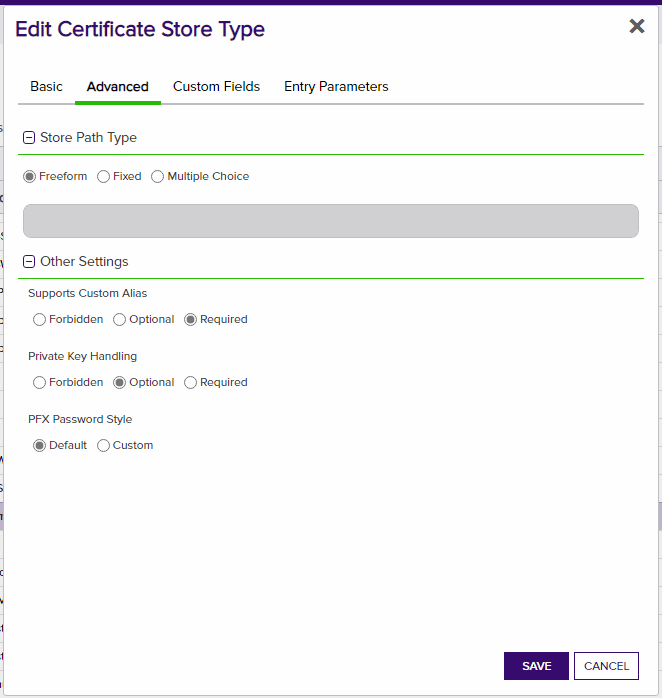 Edit Certificate Store Type
Basic Advanced Custom Fields Entry Parameters
Store Path Type
Freeform Fixed Multiple Choice
Other Settings
Supports Custom Alias
Forbidden Optional Required
Private Key Handling
Forbidden Optional Required
PFX Password Style
Default Custom
SAVE CANCEL